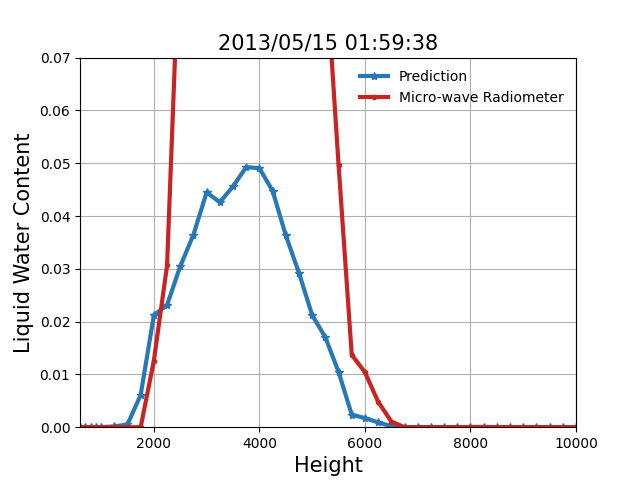 2013/05/15 01:59:38
0.07
0.06
0.05
0.04
0.03
0.02
0.01
0.00
Liquid Water Content
Prediction
Micro-wave Radiometer
2000 4000 6000 8000 10000
Height